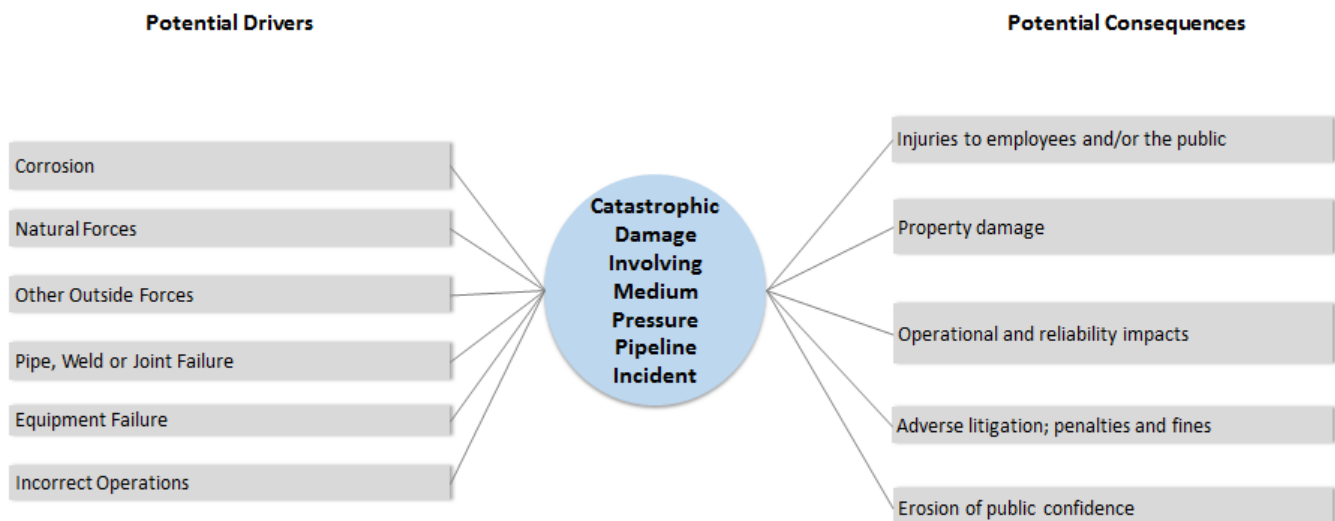 Potential Drivers
Potential Consequences
Corrosion
Natural Forces
Other Outside Forces
Pipe, Weld or Joint Failure
Equipment Failure
Incorrect Operations
Catastrophic
Damage
Involving
Medium
Pressure
Pipeline
Incident
Injuries to employees and/or the public
Property damage
Operational and reliability impacts
Adverse litigation; penalties and fines
Erosion of public confidence